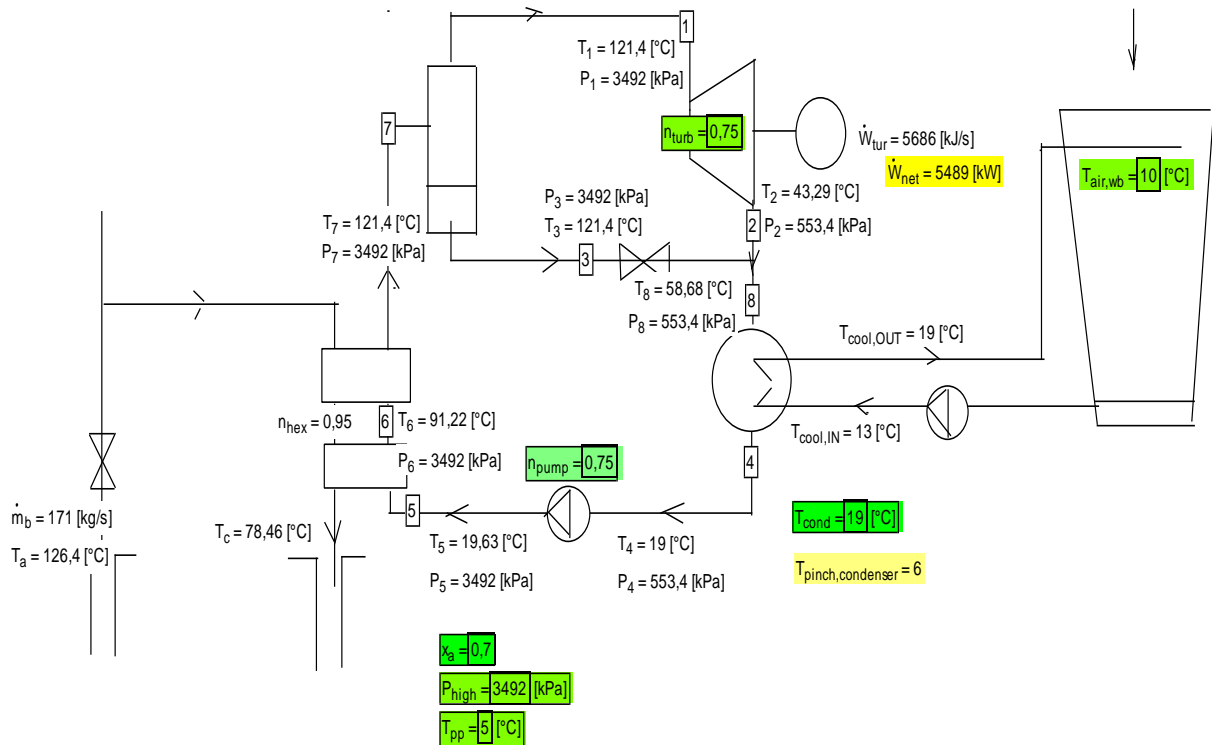 1
T1 = 121,4 [°C]
P1 = 3492 [kPa]
7
nturb = 0,75
Ẇtur = 5686 [kJ/s]
Ẇnet = 5489 [kW]
Tair,wb = 10 [°C]
P3 = 3492 [kPa]
T3 = 121,4 [°C]
T2 = 43,29 [°C]
2
P2 = 553,4 [kPa]
T7 = 121,4 [°C]
P7 = 3492 [kPa]
3
T8 = 58,68 [°C]
8
P8 = 553,4 [kPa]
Tcool,OUT = 19 [°C]
nhex = 0,95
6
T6 = 91,22 [°C]
Tcool,IN = 13 [°C]
P6 = 3492 [kPa]
npump = 0,75
4
ṁb = 171 [kg/s]
Ta = 126,4 [°C]
Tc = 78,46 [°C]
5
T5 = 19,63 [°C]
P5 = 3492 [kPa]
T4 = 19 [°C]
P4 = 553,4 [kPa]
Tcond = 19 [°C]
Tpinch,condenser = 6
xa = 0,7
Phigh = 3492 [kPa]
Tpp = 5 [°C]